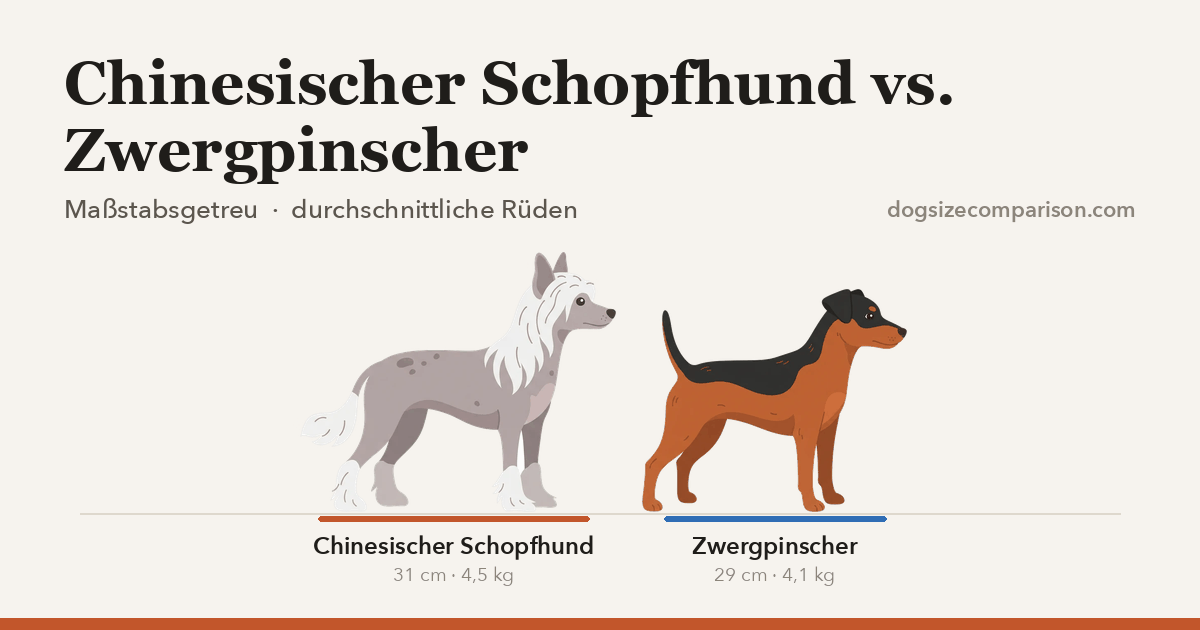 Chinesischer Schopfhund vs.
Zwergpinscher
Maßstabsgetreu · durchschnittliche Rüden
dogsizecomparison.com
Chinesischer Schopfhund
31 cm · 4,5 kg
Zwergpinscher
29 cm · 4,1 kg